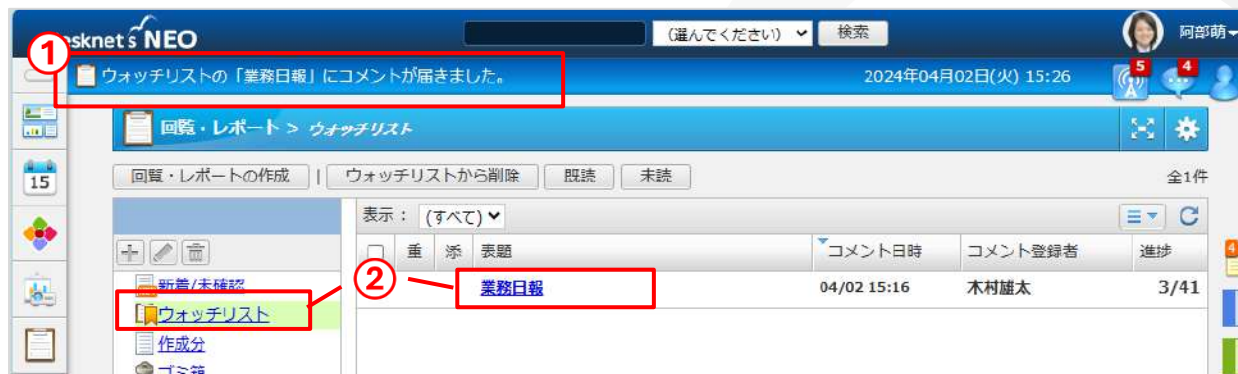 desknet's NEO
(選んでください) 検索
阿部萌
①
ウォッチリストの「業務日報」にコメントが届きました。
2024年04月02日(火) 15:26
5 4
回覧・レポート > ウォッチリスト
回覧・レポートの作成 | ウォッチリストから削除 既読 未読
全1件
15
表示： (すべて)
重 添 表題 コメント日時 コメント登録者 進捗
新着/未確認
②
業務日報 04/02 15:16 木村雄太 3/41
ウォッチリスト
作成分
ゴミ箱
4